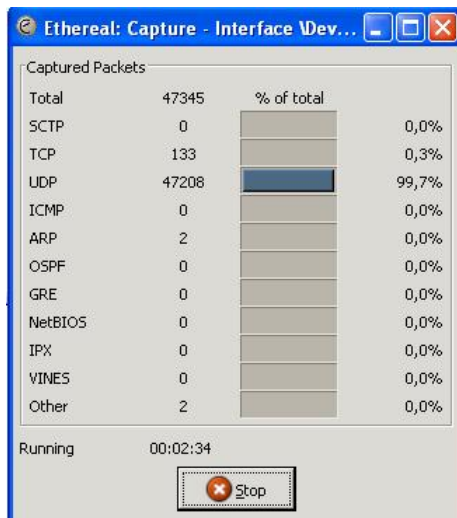 Ethereal: Capture - Interface \Dev...
Captured Packets
Total 47345 % of total
SCTP 0 0,0%
TCP 133 0,3%
UDP 47208 99,7%
ICMP 0 0,0%
ARP 2 0,0%
OSPF 0 0,0%
GRE 0 0,0%
NetBIOS 0 0,0%
IPX 0 0,0%
VINES 0 0,0%
Other 2 0,0%
Running 00:02:34
Stop